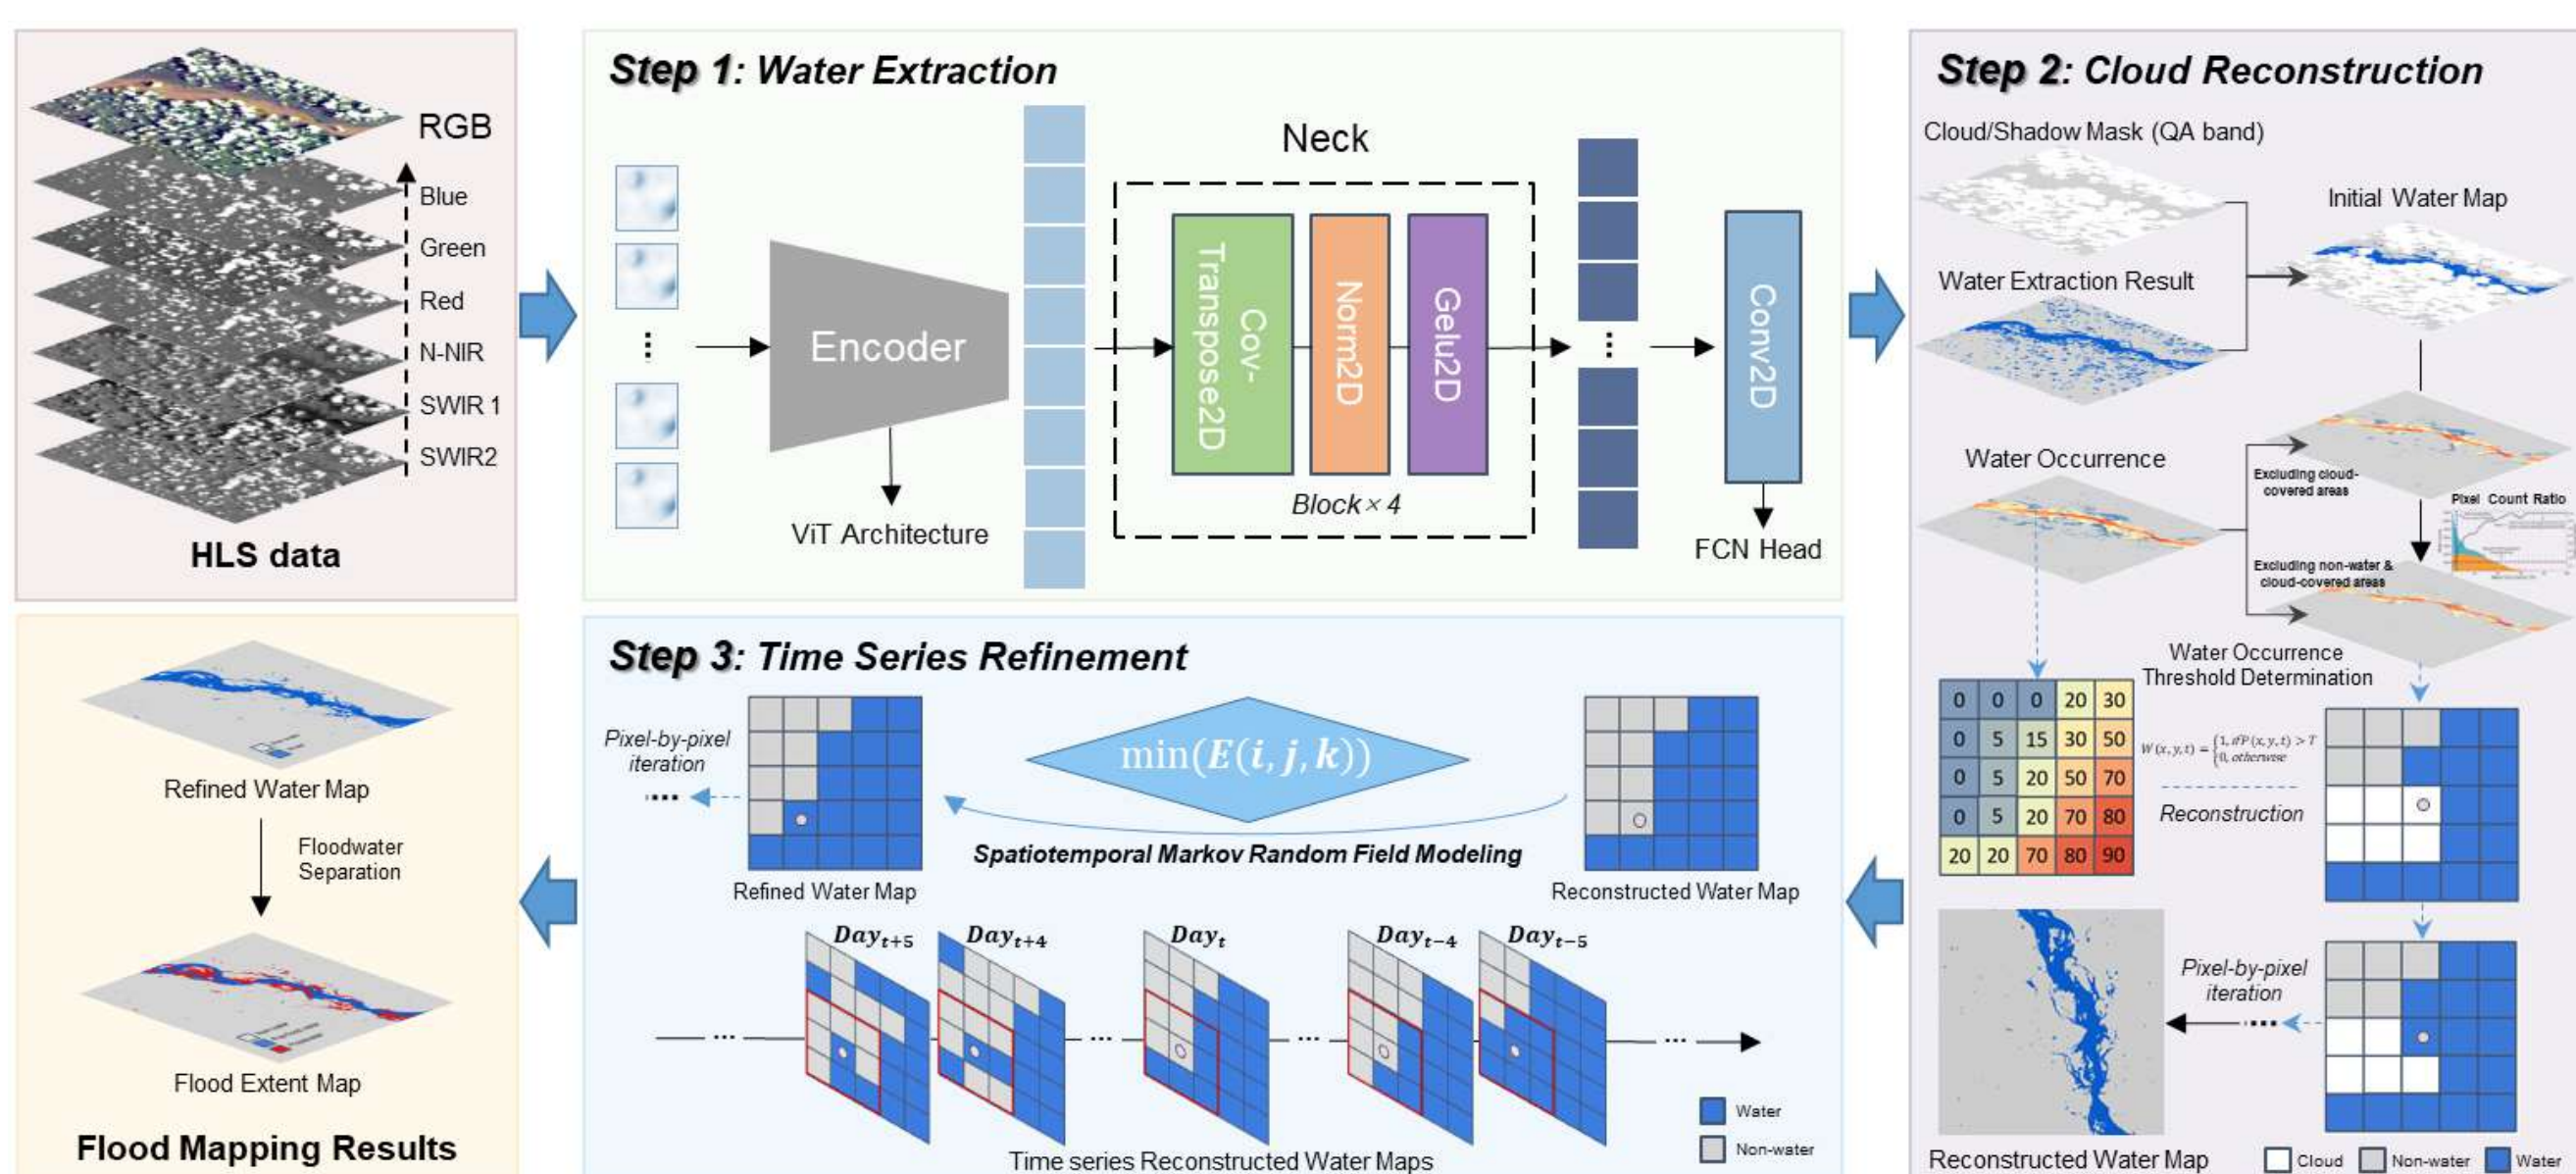 RGB
Blue
Green
Red
N-NIR
SWIR 1
SWIR2
HLS data
Step 1: Water Extraction
Encoder
ViT Architecture
Neck
Cov-
Transpose2D
Norm2D
Gelu2D
Block × 4
Conv2D
FCN Head
Step 2: Cloud Reconstruction
Cloud/Shadow Mask (QA band)
Initial Water Map
Water Extraction Result
Water Occurrence
Excluding cloud-
covered areas
Pixel Count Ratio
Excluding non-water &
cloud-covered areas
Water Occurrence
Threshold Determination
0 0 0 20 30
0 5 15 30 50
0 5 20 50 70
0 5 20 70 80
20 20 70 80 90
W(x,y,t) = {1, if P(x,y,t) > T
{0, otherwise
Reconstruction
Pixel-by-pixel
iteration
Reconstructed Water Map
Cloud
Non-water
Water
Step 3: Time Series Refinement
Pixel-by-pixel
iteration
min(E(i, j, k))
Spatiotemporal Markov Random Field Modeling
Refined Water Map
Reconstructed Water Map
Day t+5
Day t+4
Day t
Day t−4
Day t−5
Water
Non-water
Time series Reconstructed Water Maps
Refined Water Map
Floodwater
Separation
Flood Extent Map
Flood Mapping Results